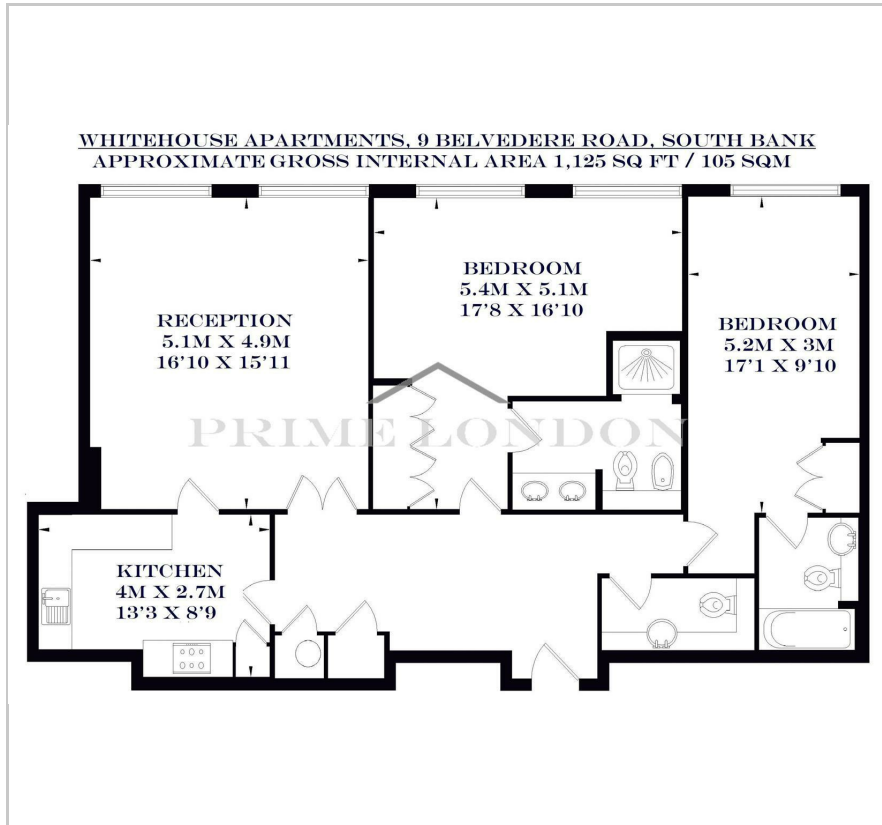 WHITEHOUSE APARTMENTS, 9 BELVEDERE ROAD, SOUTH BANK
APPROXIMATE GROSS INTERNAL AREA 1,125 SQ FT / 105 SQM
RECEPTION
5.1M X 4.9M
16'10 X 15'11
BEDROOM
5.4M X 5.1M
17'8 X 16'10
BEDROOM
5.2M X 3M
17'1 X 9'10
PRIME LONDON
KITCHEN
4M X 2.7M
13'3 X 8'9